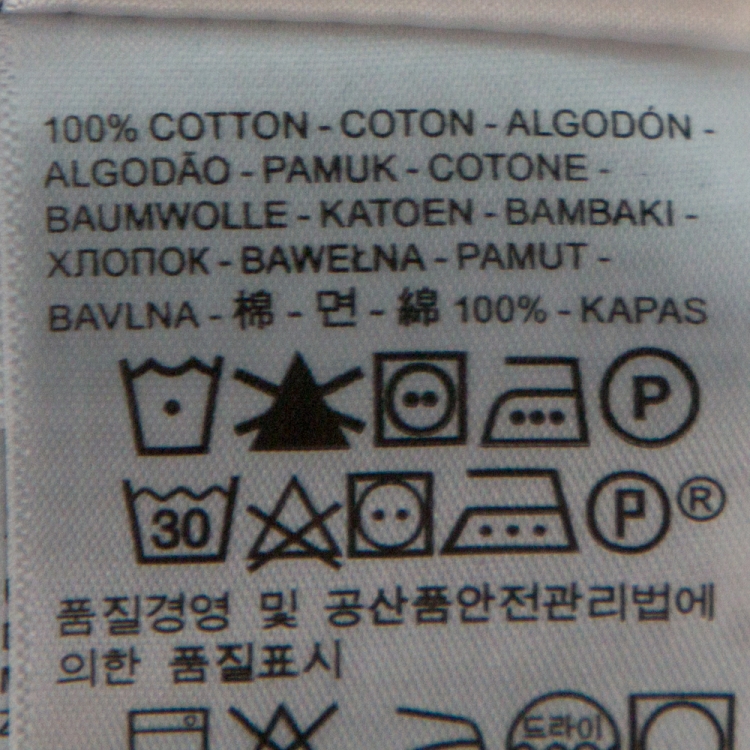 100% COTTON - COTON - ALGODÓN -
ALGODÃO - PAMUK - COTONE -
BAUMWOLLE - KATOEN - BAMBAKI -
ХЛОПОК - BAWEŁNA - PAMUT -
BAVLNA - 棉 - 면 - 綿 100% - KAPAS
P
30 P ®
품질경영 및 공산품안전관리법에
의한 품질표시
드라이